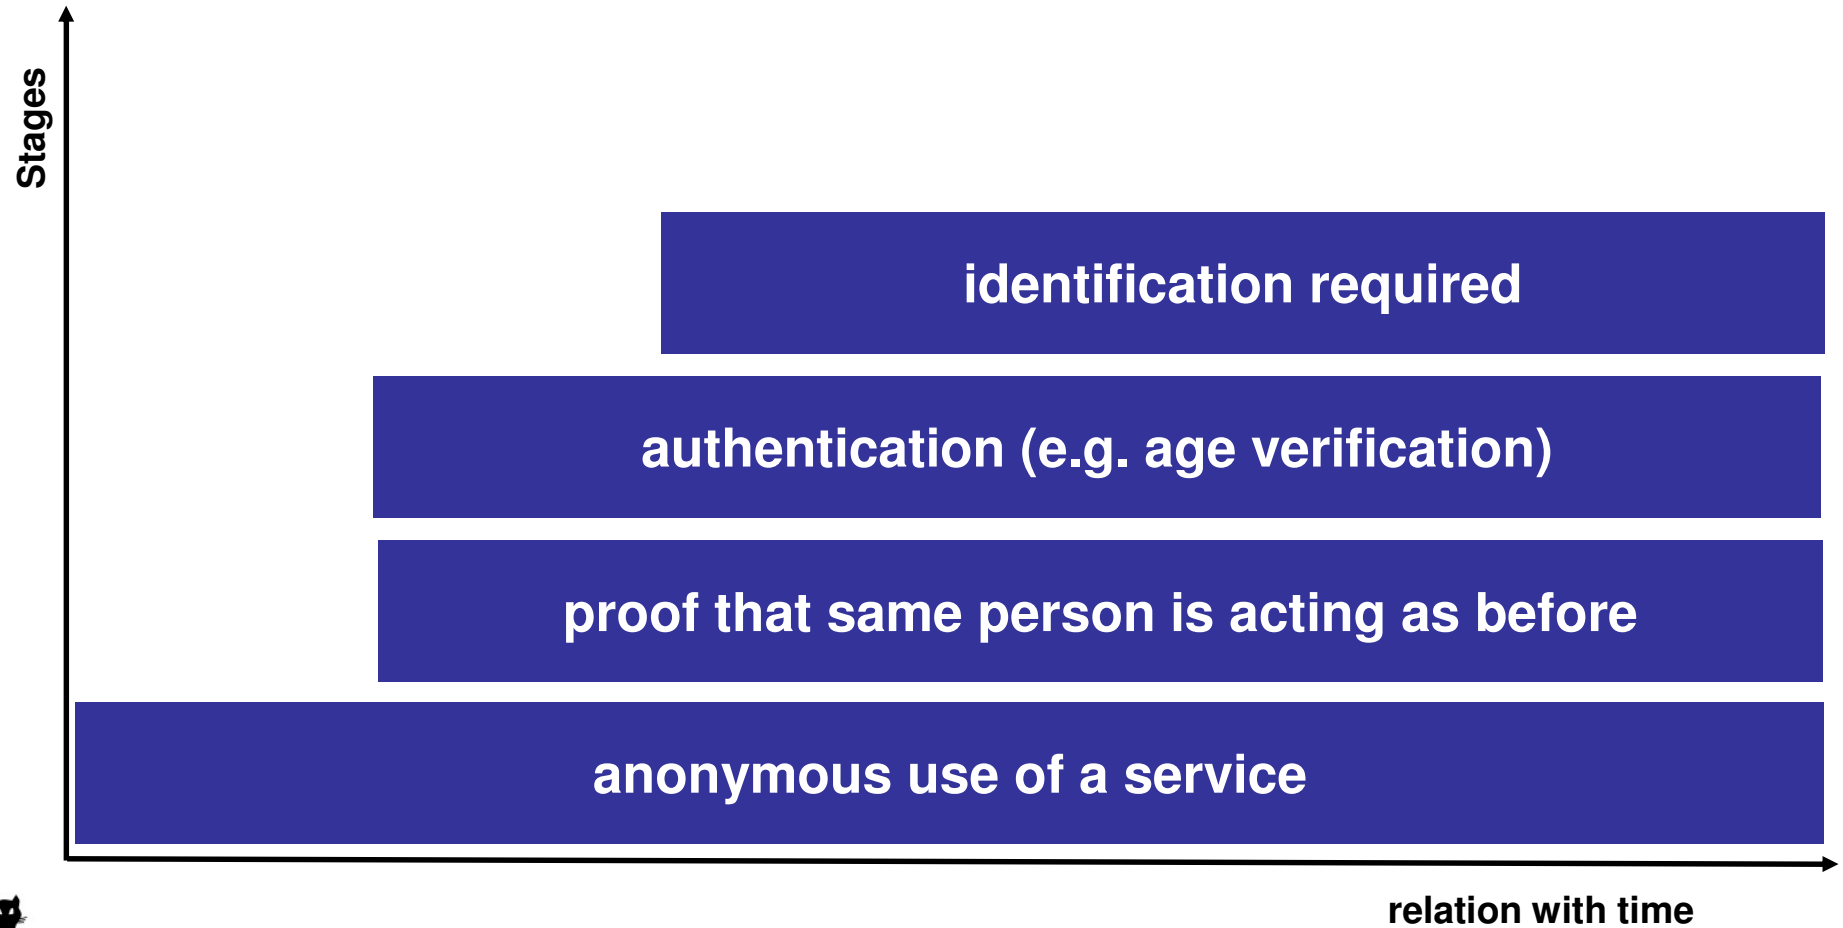 Stages
identification required
authentication (e.g. age verification)
proof that same person is acting as before
anonymous use of a service
relation with time